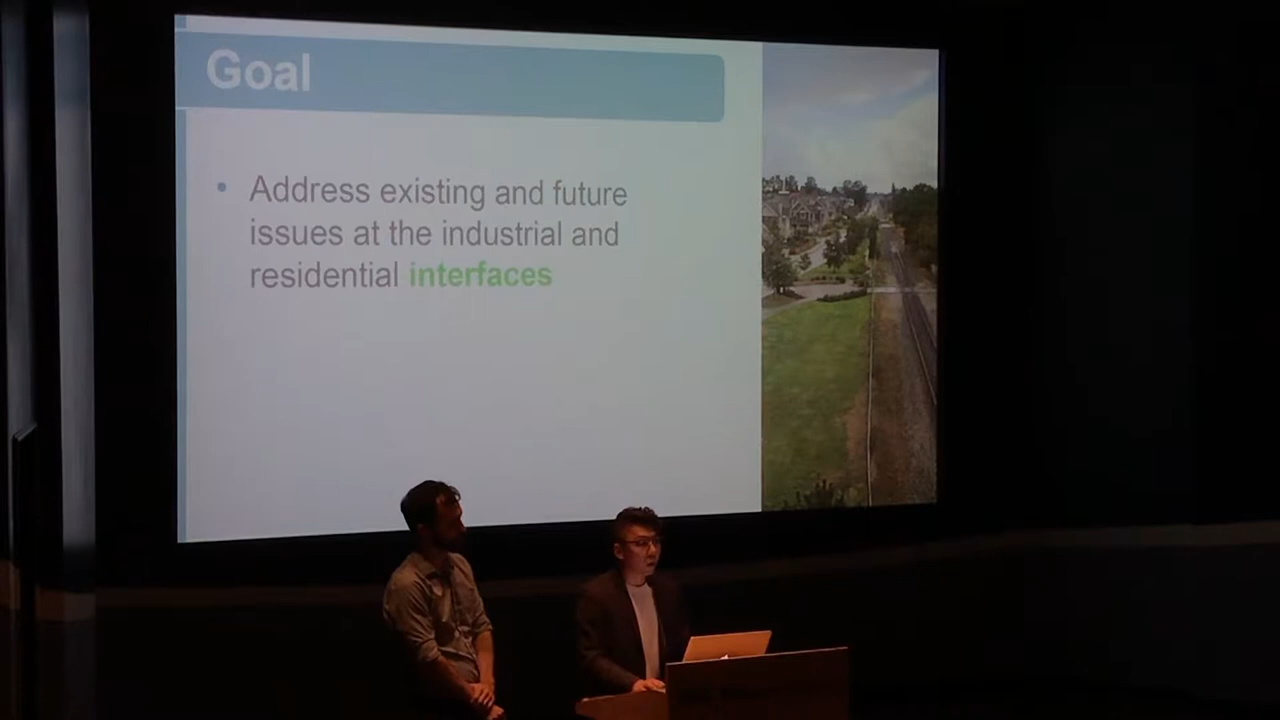 Goal
• Address existing and future
issues at the industrial and
residential interfaces